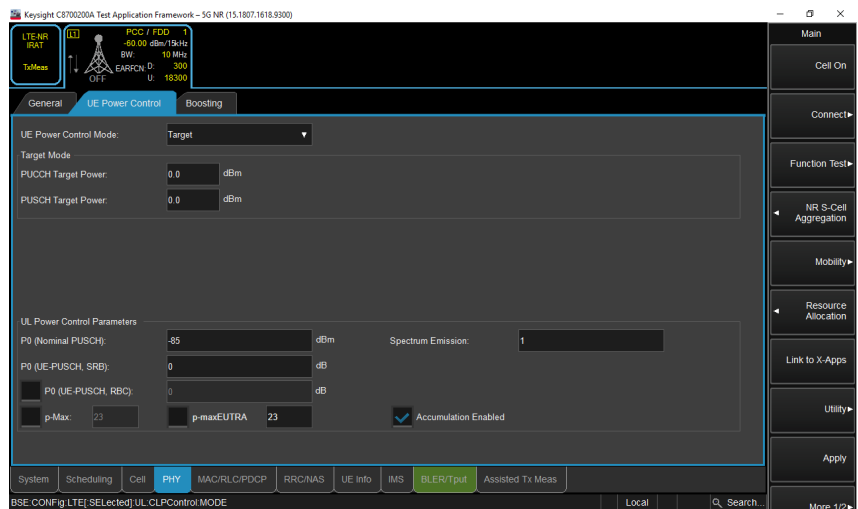 Keysight C8700200A Test Application Framework – 5G NR (15.1807.1618.9300)
LTE-NR
IRAT
TxMeas
L1
OFF
PCC / FDD 1
-60.00 dBm/15kHz
BW: 10 MHz
EARFCN: D: 300
U: 18300
General UE Power Control Boosting
UE Power Control Mode: Target
Target Mode
PUCCH Target Power: 0.0 dBm
PUSCH Target Power: 0.0 dBm
UL Power Control Parameters
P0 (Nominal PUSCH): -85 dBm Spectrum Emission: 1
P0 (UE-PUSCH, SRB): 0 dB
P0 (UE-PUSCH, RBC): 0 dB
p-Max: 23 p-maxEUTRA 23 Accumulation Enabled
System Scheduling Cell PHY MAC/RLC/PDCP RRC/NAS UE Info IMS BLER/Tput Assisted Tx Meas
BSE:CONFig:LTE[:SELected]:UL:CLPControl:MODE Local Search...
Main
Cell On
Connect
Function Test
NR S-Cell
Aggregation
Mobility
Resource
Allocation
Link to X-Apps
Utility
Apply
More 1/2